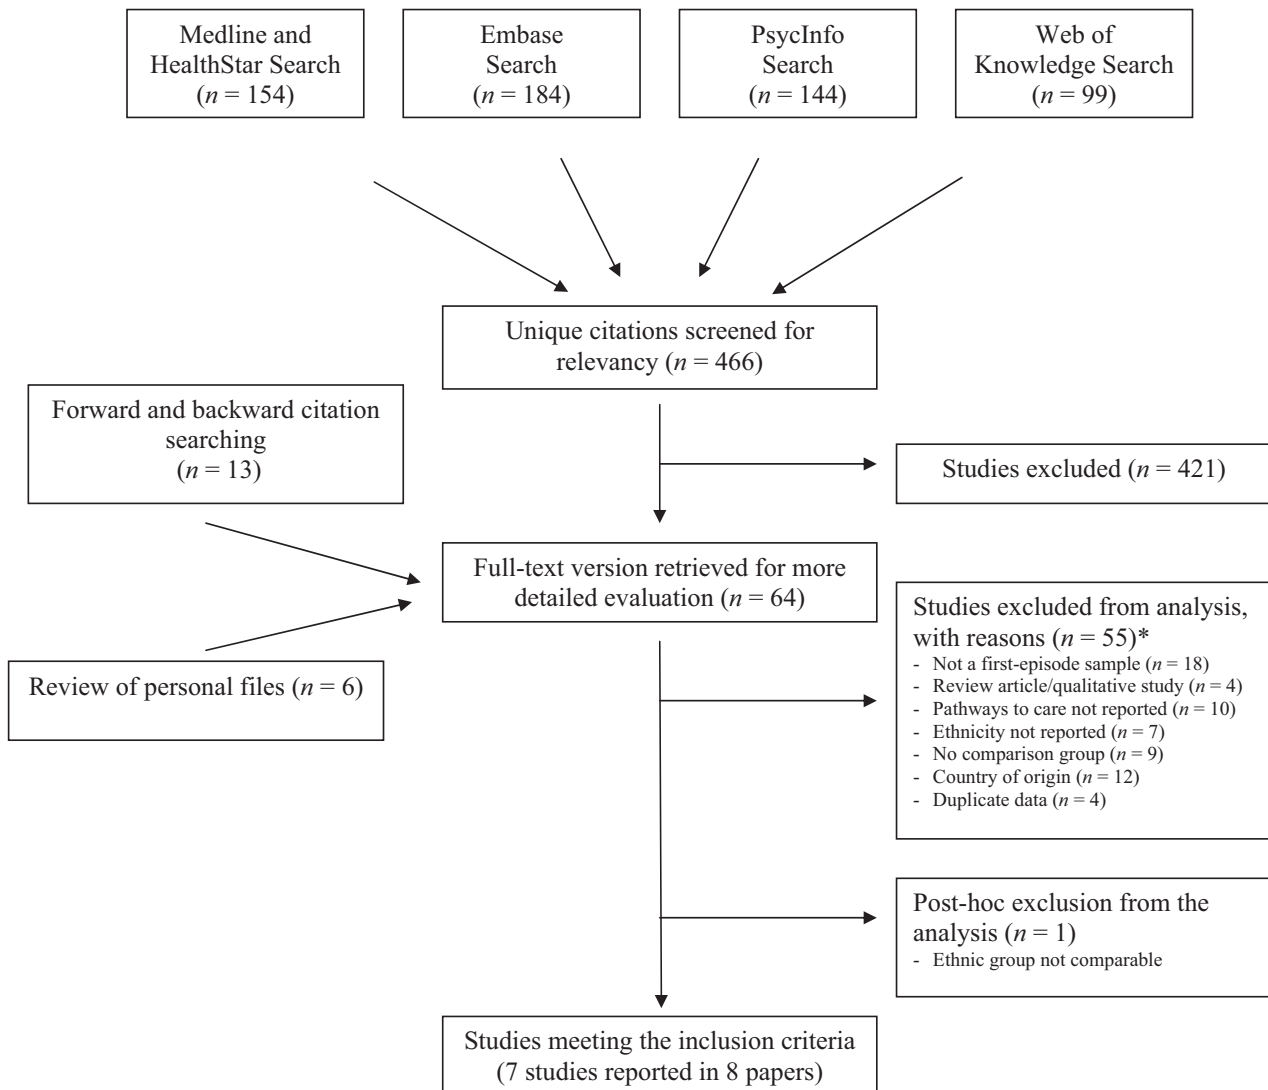 Medline and
HealthStar Search
(n = 154)
Embase
Search
(n = 184)
PsycInfo
Search
(n = 144)
Web of
Knowledge Search
(n = 99)
Unique citations screened for
relevancy (n = 466)
Forward and backward citation
searching
(n = 13)
Studies excluded (n = 421)
Full-text version retrieved for more
detailed evaluation (n = 64)
Review of personal files (n = 6)
Studies excluded from analysis,
with reasons (n = 55)*
- Not a first-episode sample (n = 18)
- Review article/qualitative study (n = 4)
- Pathways to care not reported (n = 10)
- Ethnicity not reported (n = 7)
- No comparison group (n = 9)
- Country of origin (n = 12)
- Duplicate data (n = 4)
Post-hoc exclusion from the
analysis (n = 1)
- Ethnic group not comparable
Studies meeting the inclusion criteria
(7 studies reported in 8 papers)